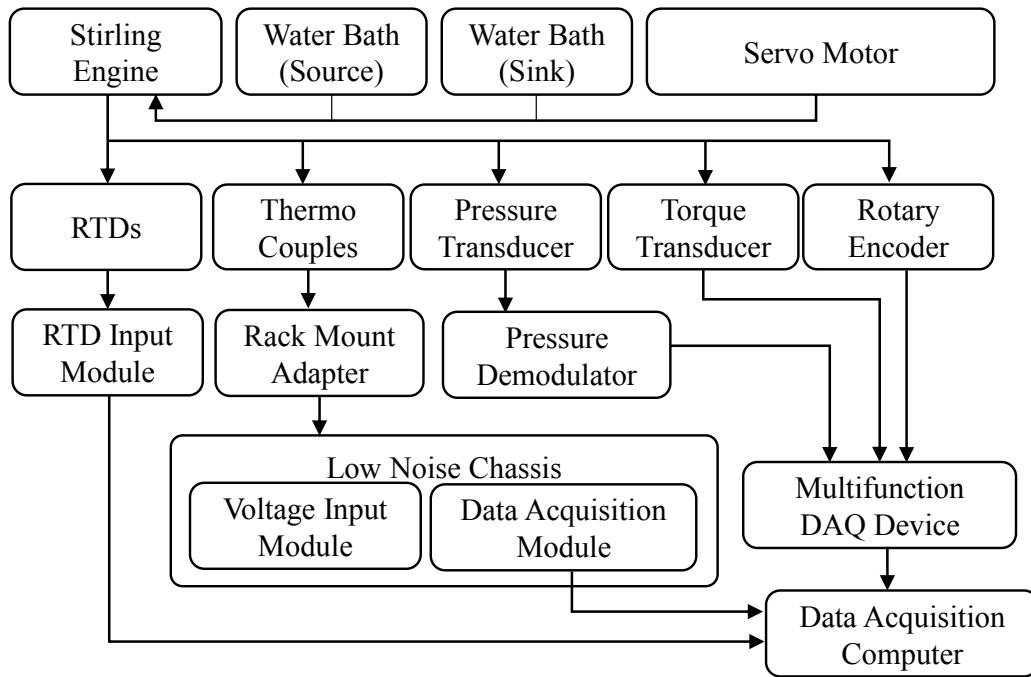 Stirling
Engine
Water Bath
(Source)
Water Bath
(Sink)
Servo Motor
RTDs
Thermo
Couples
Pressure
Transducer
Torque
Transducer
Rotary
Encoder
RTD Input
Module
Rack Mount
Adapter
Pressure
Demodulator
Low Noise Chassis
Voltage Input
Module
Data Acquisition
Module
Multifunction
DAQ Device
Data Acquisition
Computer